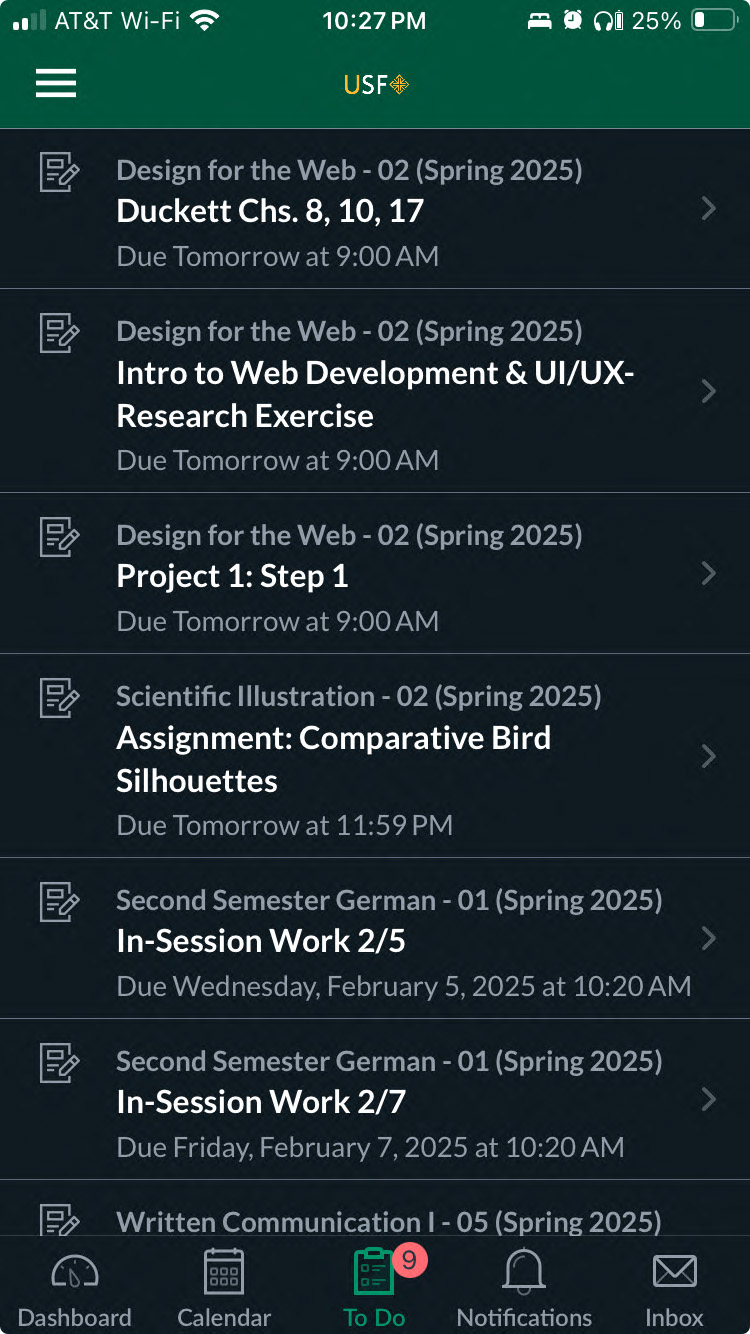 AT&T Wi-Fi 10:27 PM 25%
USF
Design for the Web - 02 (Spring 2025)
Duckett Chs. 8, 10, 17
Due Tomorrow at 9:00 AM
Design for the Web - 02 (Spring 2025)
Intro to Web Development & UI/UX-
Research Exercise
Due Tomorrow at 9:00 AM
Design for the Web - 02 (Spring 2025)
Project 1: Step 1
Due Tomorrow at 9:00 AM
Scientific Illustration - 02 (Spring 2025)
Assignment: Comparative Bird
Silhouettes
Due Tomorrow at 11:59 PM
Second Semester German - 01 (Spring 2025)
In-Session Work 2/5
Due Wednesday, February 5, 2025 at 10:20 AM
Second Semester German - 01 (Spring 2025)
In-Session Work 2/7
Due Friday, February 7, 2025 at 10:20 AM
Written Communication I - 05 (Spring 2025)
9
Dashboard Calendar To Do Notifications Inbox